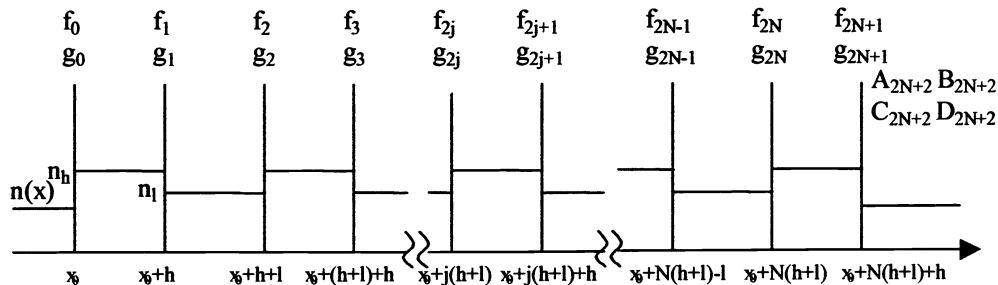 f₀ f₁ f₂ f₃ f₂ⱼ f₂ⱼ₊₁ f₂N₋₁ f₂N f₂N₊₁
g₀ g₁ g₂ g₃ g₂ⱼ g₂ⱼ₊₁ g₂N₋₁ g₂N g₂N₊₁
A₂N₊₂ B₂N₊₂
C₂N₊₂ D₂N₊₂
nₕ
n(x) nₗ
x₀ x₀+h x₀+h+l x₀+(h+l)+h x₀+j(h+l) x₀+j(h+l)+h x₀+N(h+l)-l x₀+N(h+l) x₀+N(h+l)+h